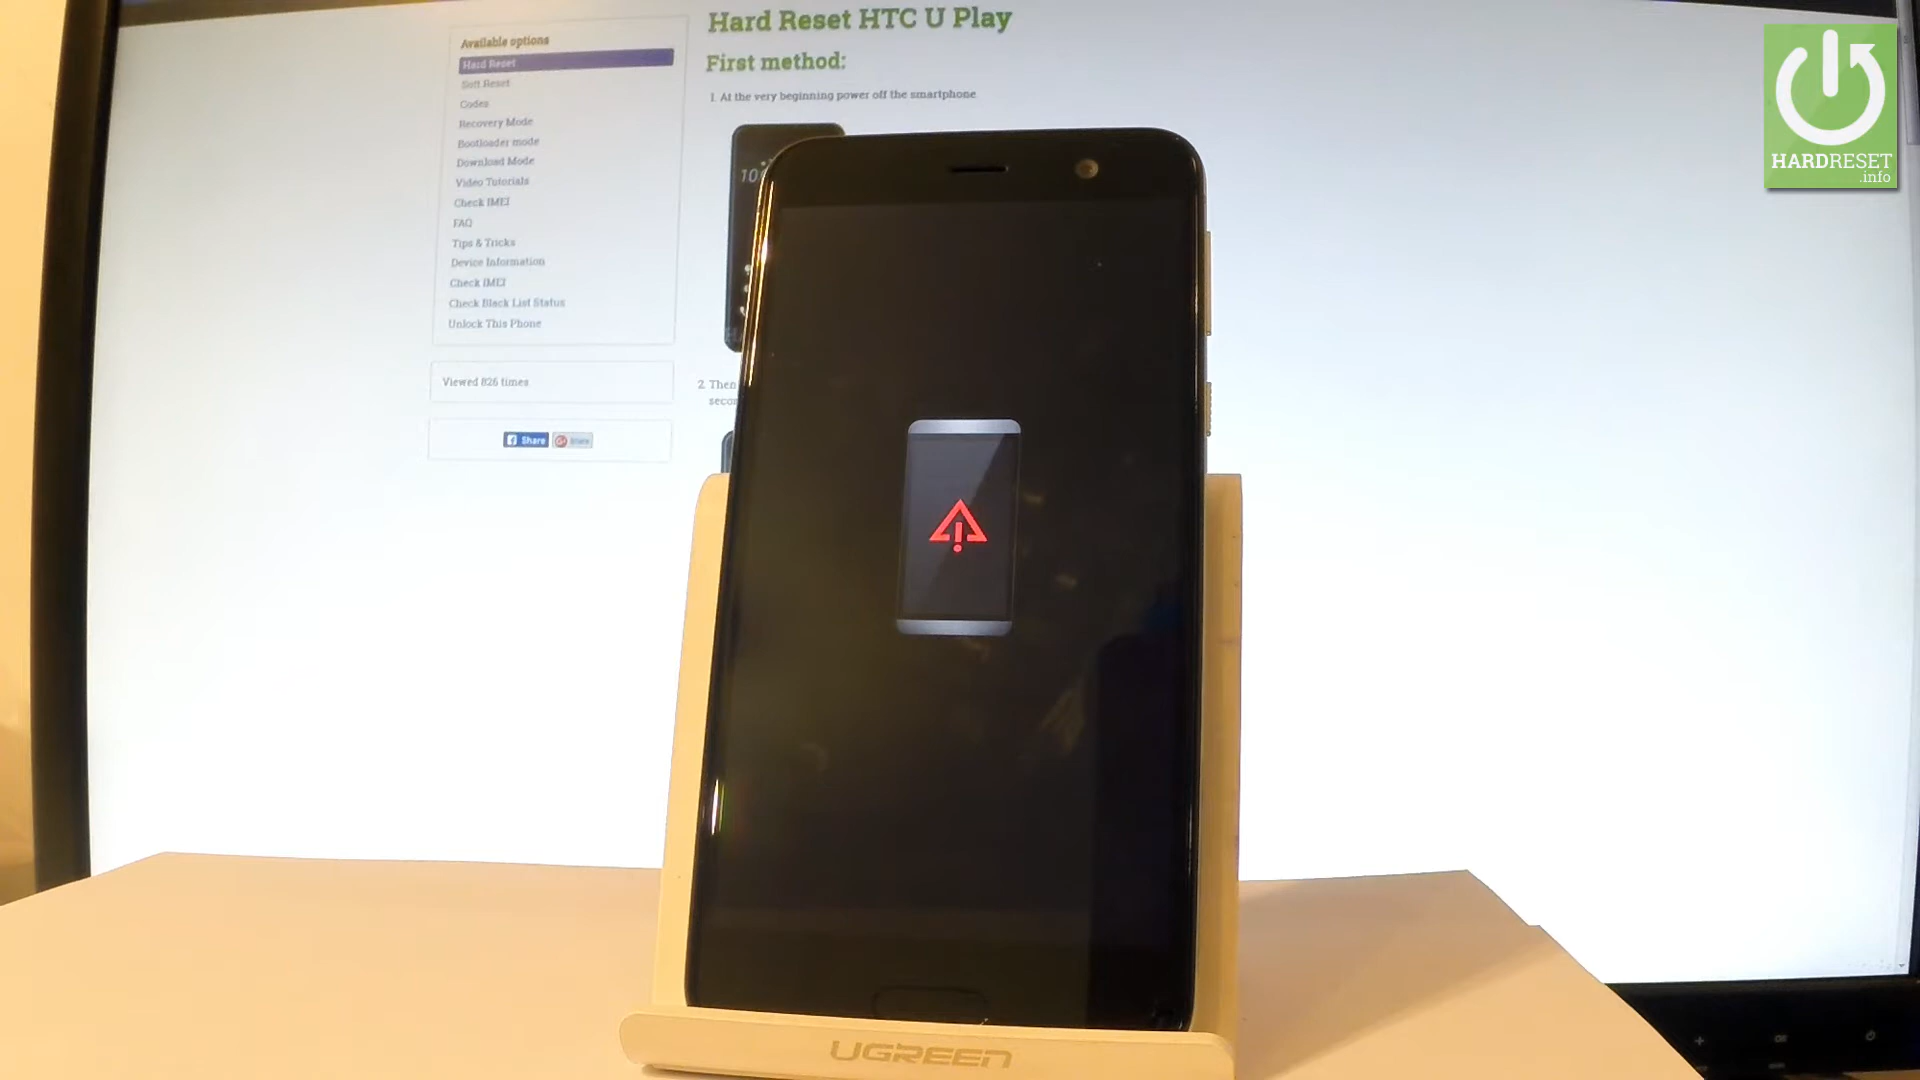 Hard Reset HTC U Play
First method:
1. At the very beginning power off the smartphone
Available options
Hard Reset
Soft Reset
Codes
Recovery Mode
Bootloader mode
Download Mode
Video Tutorials
Check IMEI
FAQ
Tips & Tricks
Device Information
Check IMEI
Check Black List Status
Unlock This Phone
Viewed 826 times
Share
Share
2. Then
HARDRESET
.info
UGREEN